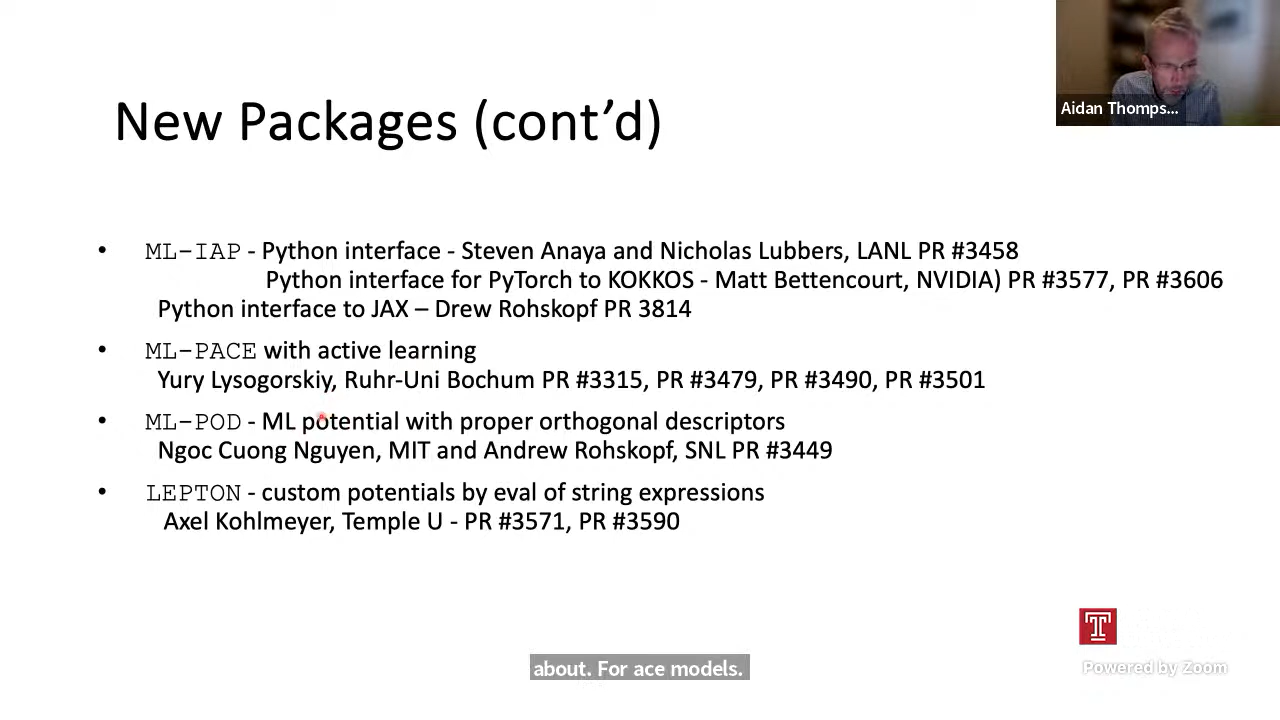 New Packages (cont’d)
Aidan Thomps...
• ML-IAP - Python interface - Steven Anaya and Nicholas Lubbers, LANL PR #3458
Python interface for PyTorch to KOKKOS - Matt Bettencourt, NVIDIA) PR #3577, PR #3606
Python interface to JAX – Drew Rohskopf PR 3814
• ML-PACE with active learning
Yury Lysogorskiy, Ruhr-Uni Bochum PR #3315, PR #3479, PR #3490, PR #3501
• ML-POD - ML potential with proper orthogonal descriptors
Ngoc Cuong Nguyen, MIT and Andrew Rohskopf, SNL PR #3449
• LEPTON - custom potentials by eval of string expressions
Axel Kohlmeyer, Temple U - PR #3571, PR #3590
T
Powered by Zoom
about. For ace models.